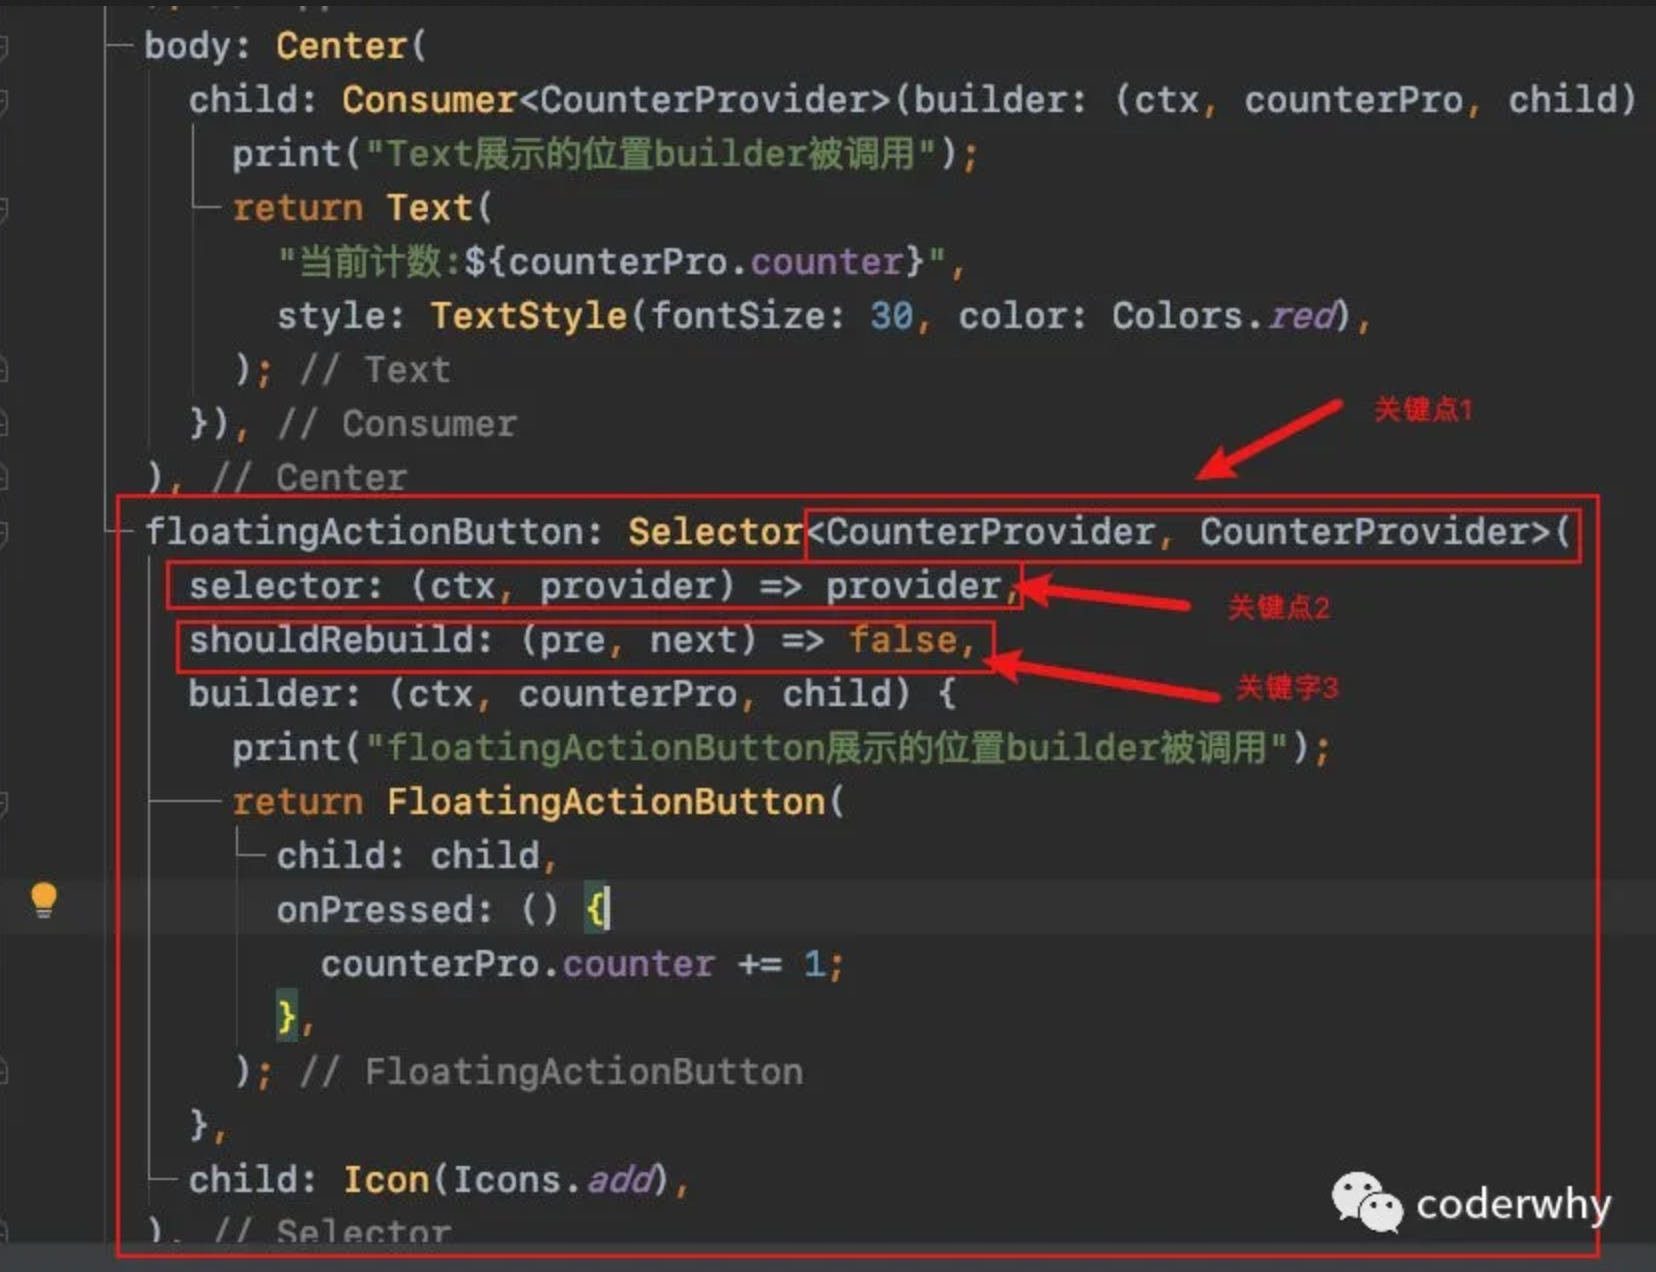 body: Center(
child: Consumer<CounterProvider>(builder: (ctx, counterPro, child)
print("Text展示的位置builder被调用");
return Text(
"当前计数:${counterPro.counter}",
style: TextStyle(fontSize: 30, color: Colors.red),
); // Text
}), // Consumer
关键点1
), // Center
floatingActionButton: Selector<CounterProvider, CounterProvider>(
selector: (ctx, provider) => provider,
关键点2
shouldRebuild: (pre, next) => false,
关键字3
builder: (ctx, counterPro, child) {
print("floatingActionButton展示的位置builder被调用");
return FloatingActionButton(
child: child,
onPressed: () {
counterPro.counter += 1;
},
); // FloatingActionButton
},
child: Icon(Icons.add),
coderwhy
), // Selector